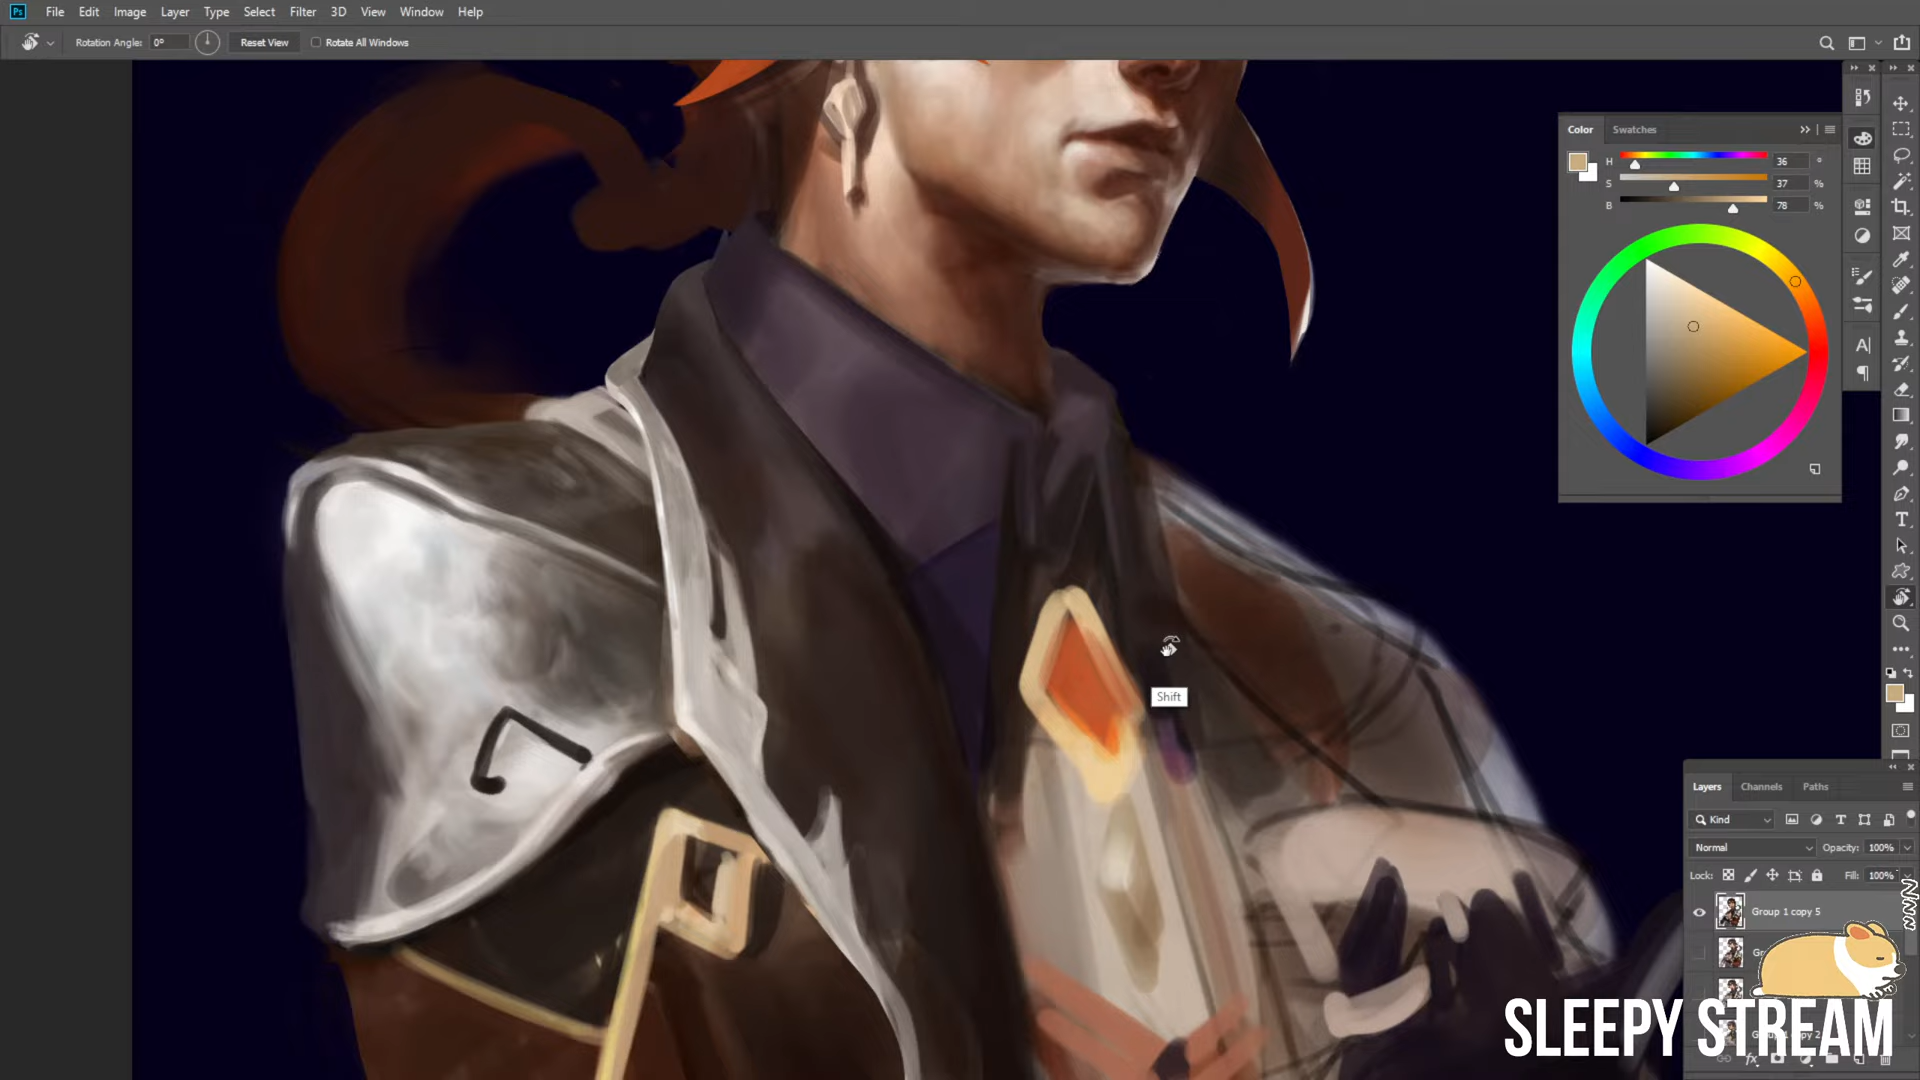 Ps File Edit Image Layer Type Select Filter 3D View Window Help
Rotation Angle: 0° Reset View Rotate All Windows
Color Swatches
H 36 °
S 37 %
B 78 %
Shift
Layers Channels Paths
Kind
Normal Opacity: 100%
Lock: Fill: 100%
Group 1 copy 5
SLEEPY STREAM